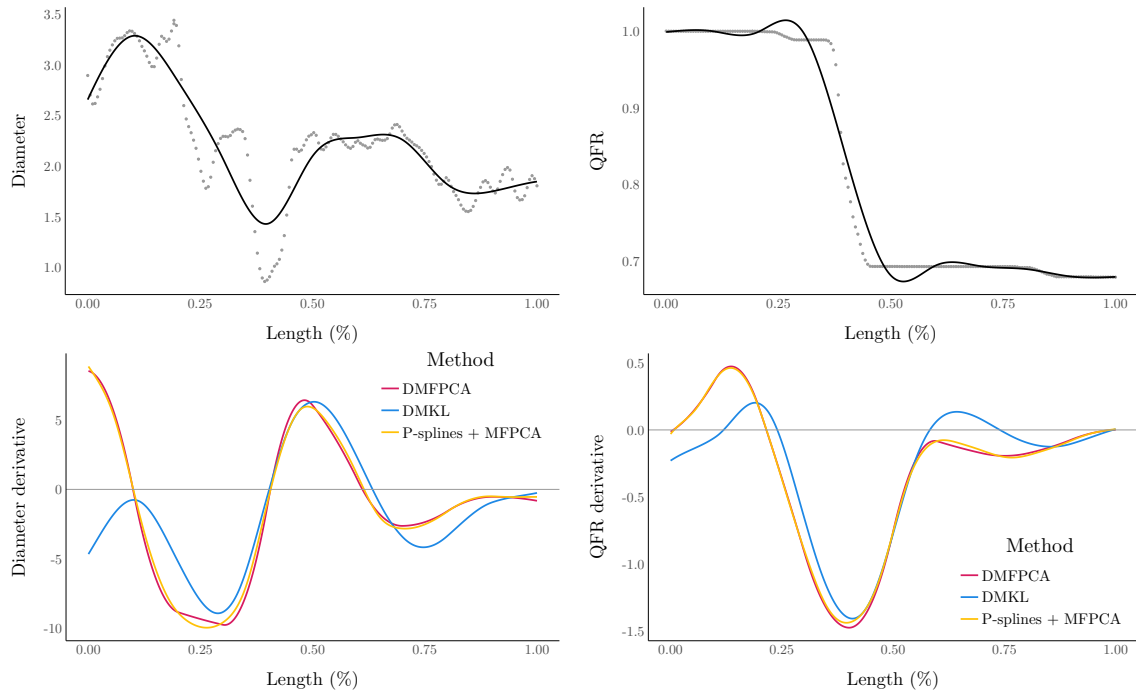 3.5
3.0
2.5
2.0
1.5
1.0
Diameter
0.00
0.25
0.50
0.75
1.00
Length (%)
1.0
0.9
0.8
0.7
QFR
0.00
0.25
0.50
0.75
1.00
Length (%)
5
0
-5
-10
Diameter derivative
Method
DMFPCA
DMKL
P-splines + MFPCA
0.00
0.25
0.50
0.75
1.00
Length (%)
0.5
0.0
-0.5
-1.0
-1.5
QFR derivative
Method
DMFPCA
DMKL
P-splines + MFPCA
0.00
0.25
0.50
0.75
1.00
Length (%)